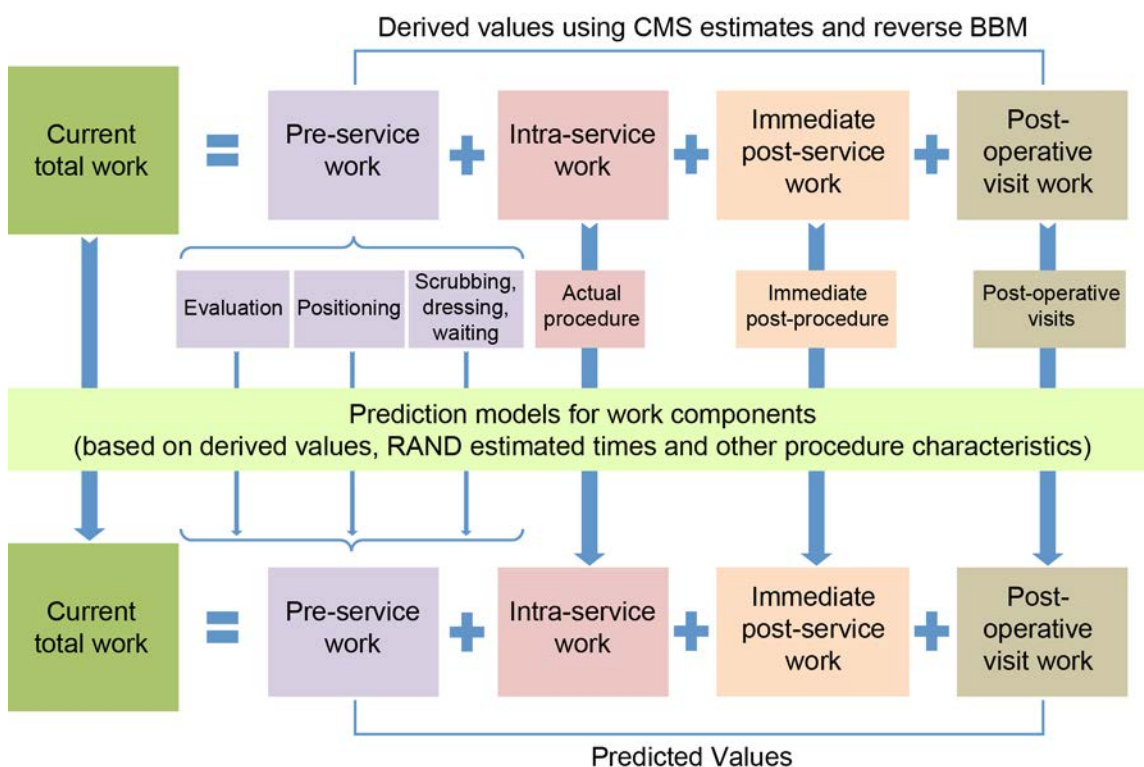 Derived values using CMS estimates and reverse BBM
Current
total work
=
Pre-service
work
+
Intra-service
work
+
Immediate
post-service
work
+
Post-
operative
visit work
Evaluation
Positioning
Scrubbing,
dressing,
waiting
Actual
procedure
Immediate
post-procedure
Post-operative
visits
Prediction models for work components
(based on derived values, RAND estimated times and other procedure characteristics)
Current
total work
=
Pre-service
work
+
Intra-service
work
+
Immediate
post-service
work
+
Post-
operative
visit work
Predicted Values